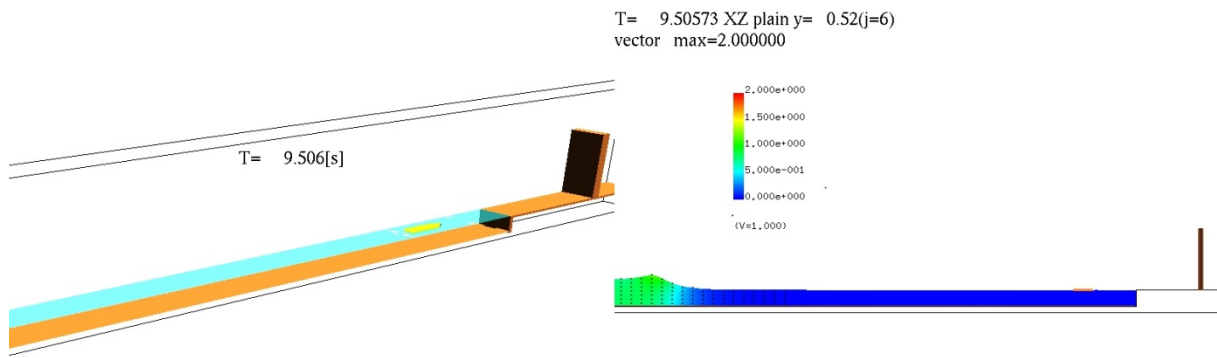 T= 9.506[s]
T= 9.50573 XZ plain y= 0.52(j=6)
vector max=2.000000
2.000e+000
1.500e+000
1.000e+000
5.000e-001
0.000e+000
(V=1.000)